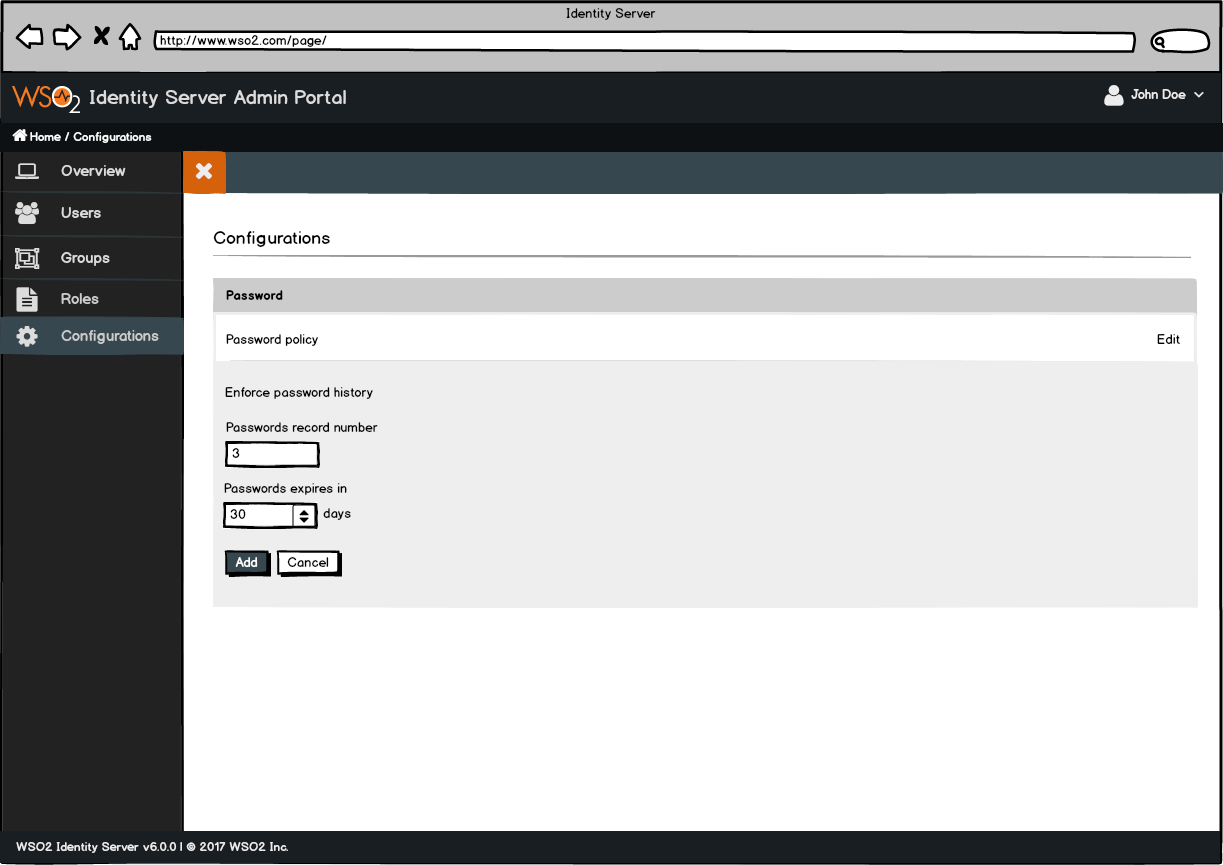 Identity Server
http://www.wso2.com/page/
WSO2 Identity Server Admin Portal
John Doe
Home / Configurations
Overview
Users
Groups
Roles
Configurations
Configurations
Password
Password policy Edit
Enforce password history
Passwords record number
3
Passwords expires in
30 days
Add Cancel
WSO2 Identity Server v6.0.0 | © 2017 WSO2 Inc.